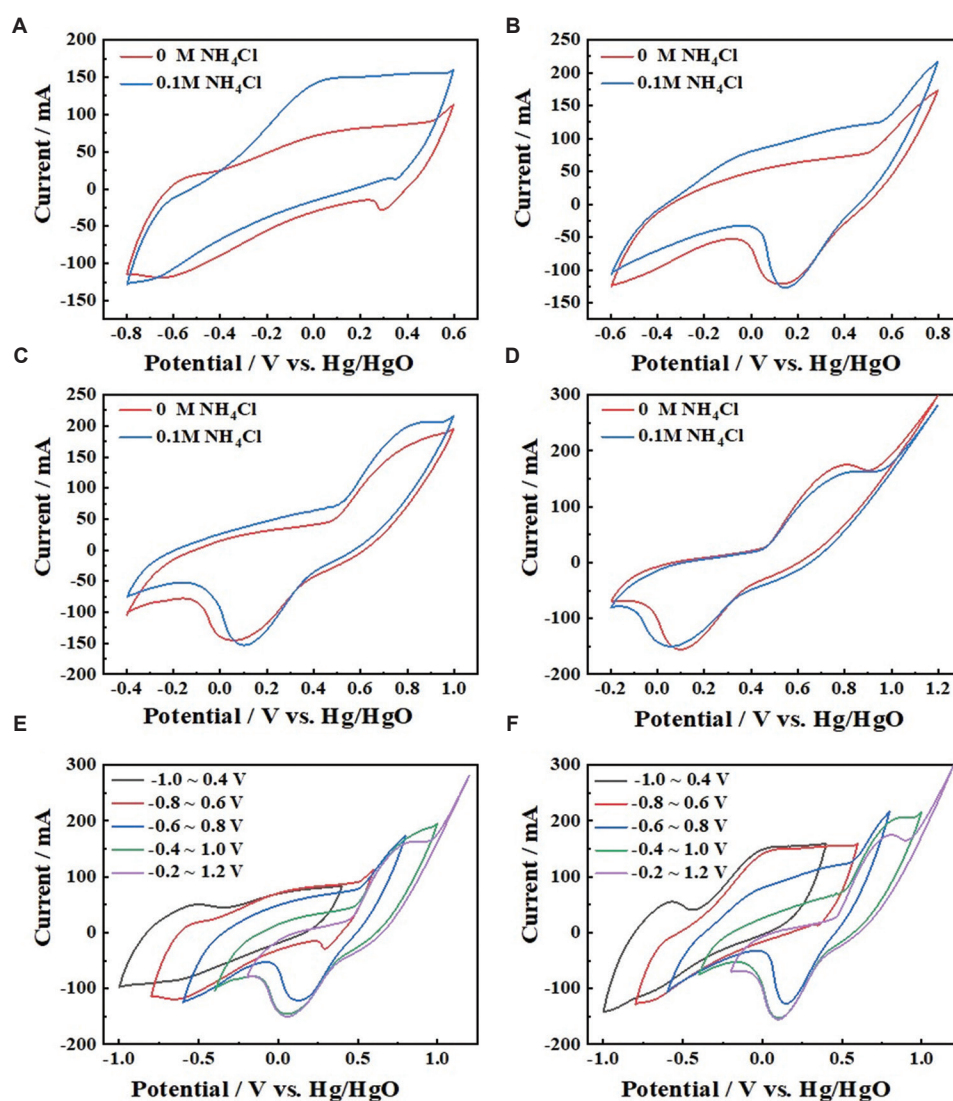 A
200
150
100
50
0
-50
-100
-150
0 M NH4Cl
0.1M NH4Cl
-0.8 -0.6 -0.4 -0.2 0.0 0.2 0.4 0.6
Current / mA
Potential / V vs. Hg/HgO
B
250
200
150
100
50
0
-50
-100
-150
0 M NH4Cl
0.1M NH4Cl
-0.6 -0.4 -0.2 0.0 0.2 0.4 0.6 0.8
Current / mA
Potential / V vs. Hg/HgO
C
250
200
150
100
50
0
-50
-100
-150
-200
0 M NH4Cl
0.1M NH4Cl
-0.4 -0.2 0.0 0.2 0.4 0.6 0.8 1.0
Current / mA
Potential / V vs. Hg/HgO
D
300
200
100
0
-100
-200
0 M NH4Cl
0.1M NH4Cl
-0.2 0.0 0.2 0.4 0.6 0.8 1.0 1.2
Current / mA
Potential / V vs. Hg/HgO
E
300
200
100
0
-100
-200
-1.0 ~ 0.4 V
-0.8 ~ 0.6 V
-0.6 ~ 0.8 V
-0.4 ~ 1.0 V
-0.2 ~ 1.2 V
-1.0 -0.5 0.0 0.5 1.0
Current / mA
Potential / V vs. Hg/HgO
F
300
200
100
0
-100
-200
-1.0 ~ 0.4 V
-0.8 ~ 0.6 V
-0.6 ~ 0.8 V
-0.4 ~ 1.0 V
-0.2 ~ 1.2 V
-1.0 -0.5 0.0 0.5 1.0
Current / mA
Potential / V vs. Hg/HgO